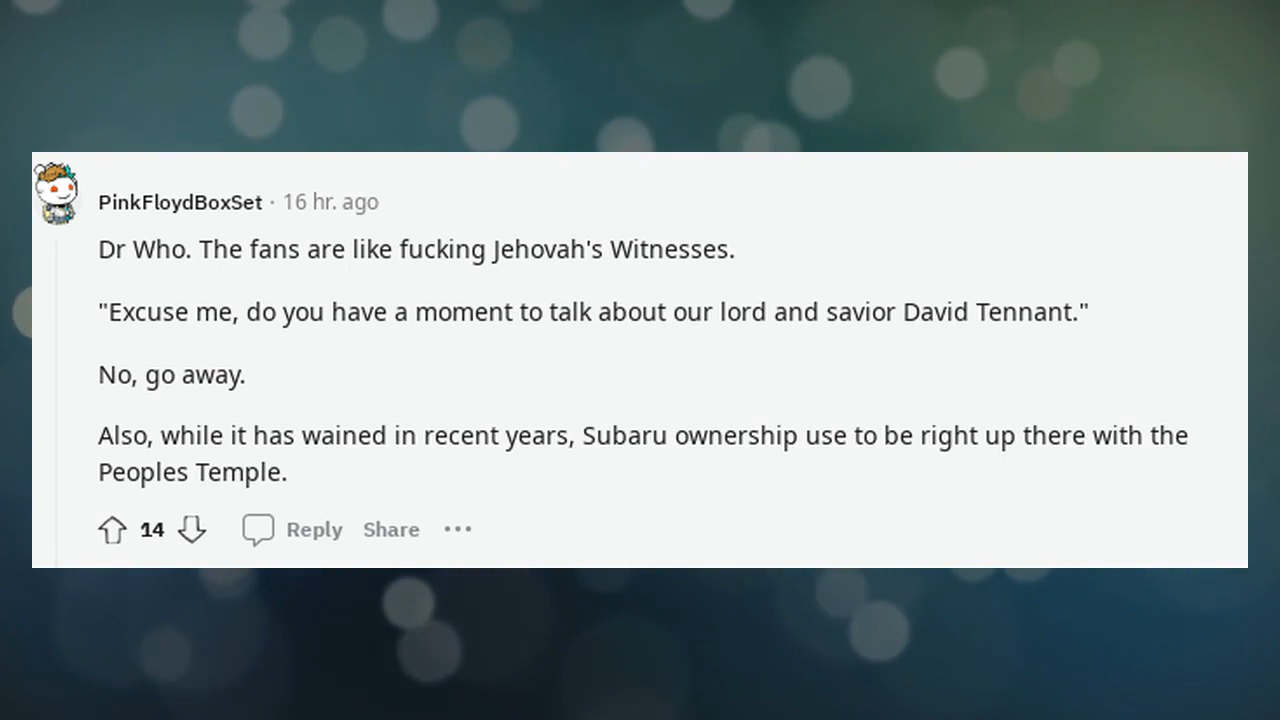 PinkFloydBoxSet · 16 hr. ago
Dr Who. The fans are like fucking Jehovah's Witnesses.
"Excuse me, do you have a moment to talk about our lord and savior David Tennant."
No, go away.
Also, while it has wained in recent years, Subaru ownership use to be right up there with the
Peoples Temple.
14 Reply Share ...